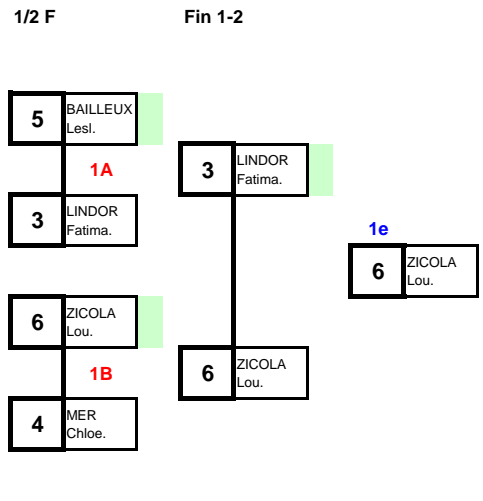 1/2 F
Fin 1-2
5
BAILLEUX
Lesl.
1A
3
LINDOR
Fatima.
3
LINDOR
Fatima.
1e
6
ZICOLA
Lou.
6
ZICOLA
Lou.
1B
6
ZICOLA
Lou.
4
MER
Chloe.